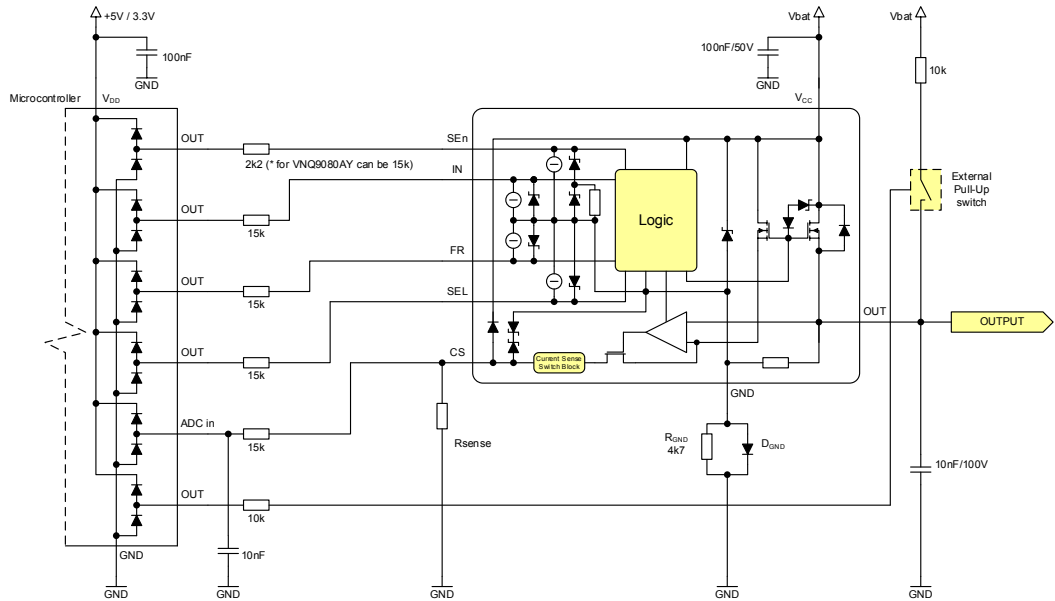 +5V / 3.3V
Vbat
Vbat
100nF
100nF/50V
10k
GND
GND
Microcontroller
VDD
VCC
OUT
SEn
2k2 (* for VNQ9080AY can be 15k)
IN
External
Pull-Up
switch
OUT
15k
Logic
FR
OUT
15k
SEL
OUT
OUTPUT
OUT
15k
CS
Current Sense
Switch Block
GND
ADC in
15k
Rsense
RGND
4k7
DGND
10nF/100V
OUT
10k
GND
10nF
GND
GND
GND
GND
GND